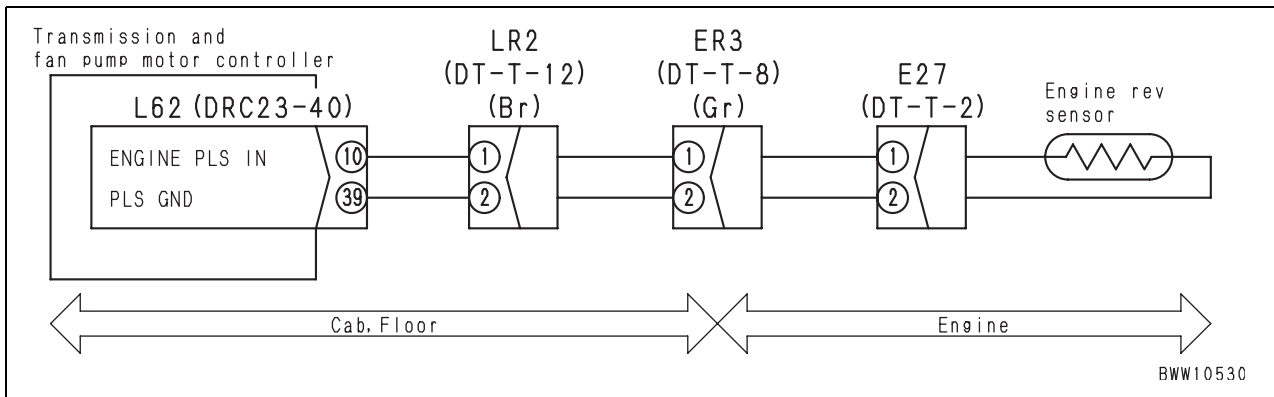 Transmission and
fan pump motor controller
L62 (DRC23-40)
ENGINE PLS IN
10
PLS GND
39
LR2
(DT-T-12)
(Br)
1
2
ER3
(DT-T-8)
(Gr)
1
2
E27
(DT-T-2)
1
2
Engine rev
sensor
Cab, Floor
Engine
BWW10530